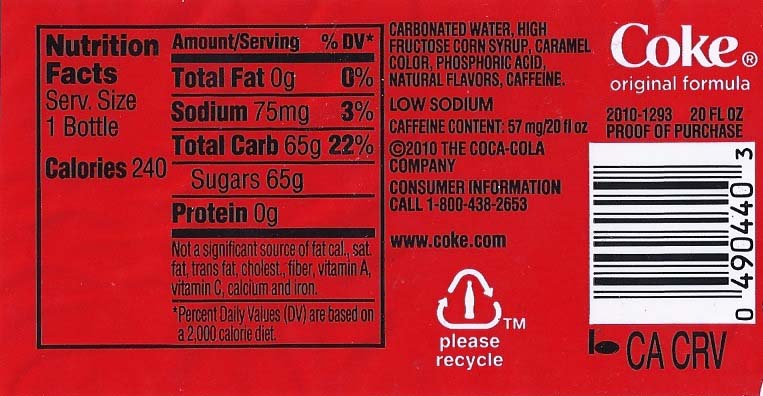 Nutrition
Facts
Serv. Size
1 Bottle
Calories 240
Amount/Serving % DV*
Total Fat 0g 0%
Sodium 75mg 3%
Total Carb 65g 22%
Sugars 65g
Protein 0g
Not a significant source of fat cal., sat.
fat, trans fat, cholest., fiber, vitamin A,
vitamin C, calcium and iron.
*Percent Daily Values (DV) are based on
a 2,000 calorie diet.
CARBONATED WATER, HIGH
FRUCTOSE CORN SYRUP, CARAMEL
COLOR, PHOSPHORIC ACID,
NATURAL FLAVORS, CAFFEINE.
LOW SODIUM
CAFFEINE CONTENT: 57 mg/20 fl oz
©2010 THE COCA-COLA
COMPANY
CONSUMER INFORMATION
CALL 1-800-438-2653
www.coke.com
TM
please
recycle
Coke®
original formula
2010-1293 20 FL OZ
PROOF OF PURCHASE
0 490440 3
CA CRV